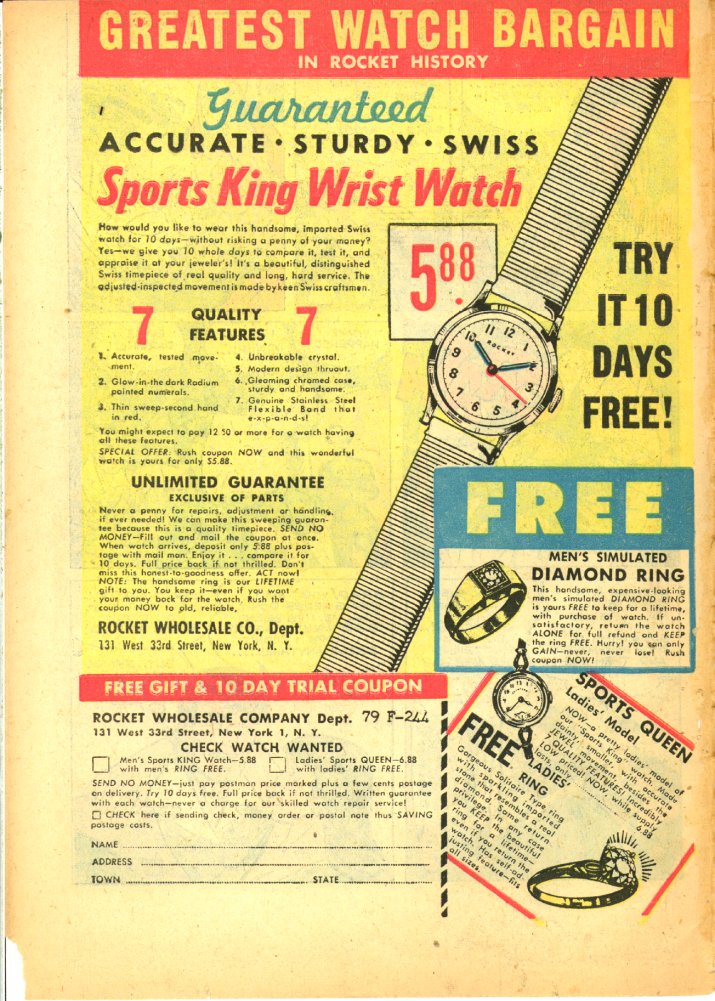 GREATEST WATCH BARGAIN
IN ROCKET HISTORY
Guaranteed
ACCURATE • STURDY • SWISS
Sports King Wrist Watch
How would you like to wear this handsome, imported Swiss
watch for 10 days—without risking a penny of your money?
Yes—we give you 10 whole days to compare it, test it, and
appraise it at your jeweler's! It's a beautiful, distinguished
Swiss timepiece of real quality and long, hard service. The
adjusted-inspected movement is made by keen Swiss craftsmen.
5.88
TRY
IT 10
DAYS
FREE!
7 QUALITY FEATURES 7
1. Accurate, tested move-
ment.
2. Glow-in-the dark Radium
painted numerals.
3. Thin sweep-second hand
in red.
4. Unbreakable crystal.
5. Modern design thruout.
6. Gleaming chromed case,
sturdy and handsome.
7. Genuine Stainless Steel
Flexible Band that
e-x-p-a-n-d-s!
You might expect to pay 12 50 or more for a watch having
all these features.
SPECIAL OFFER: Rush coupon NOW and this wonderful
watch is yours for only $5.88.
12 1 2 3 4 5 6 7 8 9 10 11
ROCKET
UNLIMITED GUARANTEE
EXCLUSIVE OF PARTS
Never a penny for repairs, adjustment or handling,
if ever needed! We can make this sweeping guaran-
tee because this is a quality timepiece. SEND NO
MONEY—Fill out and mail the coupon at once.
When watch arrives, deposit only 5.88 plus pos-
tage with mail man. Enjoy it . . . compare it for
10 days. Full price back if not thrilled. Don't
miss this honest-to-goodness offer. ACT now!
NOTE: The handsome ring is our LIFETIME
gift to you. You keep it—even if you want
your money back for the watch. Rush the
coupon NOW to old, reliable,
ROCKET WHOLESALE CO., Dept.
131 West 33rd Street, New York, N. Y.
FREE
MEN'S SIMULATED
DIAMOND RING
This handsome, expensive-looking
men's simulated DIAMOND RING
is yours FREE to keep for a lifetime,
with purchase of watch. If un-
satisfactory, return the watch
ALONE for full refund and KEEP
the ring FREE. Hurry! you can only
GAIN—never, never lose! Rush
coupon NOW!
FREE GIFT & 10 DAY TRIAL COUPON
ROCKET WHOLESALE COMPANY Dept. 79 F-244
131 West 33rd Street, New York 1, N. Y.
CHECK WATCH WANTED
Men's Sports KING Watch—5.88
with men's RING FREE.
Ladies' Sports QUEEN—6.88
with ladies' RING FREE.
SEND NO MONEY—just pay postman price marked plus a few cents postage
on delivery. Try 10 days free. Full price back if not thrilled. Written guarantee
with each watch—never a charge for our skilled watch repair service!
CHECK here if sending check, money order or postal note thus SAVING
postage costs.
NAME
ADDRESS
TOWN STATE
SPORTS QUEEN
Ladies' Model
NOW—a pretty ladies' model of
our "Sports King" watch. Made
dainty, smaller, with accurate
JEWEL movement, besides the
QUALITY FEATURES! Incredibly
LOW priced! NOW, while supply
lasts, only 6.88
FREE LADIES'
RING
Gorgeous Solitaire type ring
with sparkling imported
stone that resembles a real
diamond. Same return
privilege. In any case,
you KEEP the beautiful
ring for a lifetime—
even if you return the
watch. Has self-ad-
justing feature—fits
all sizes.